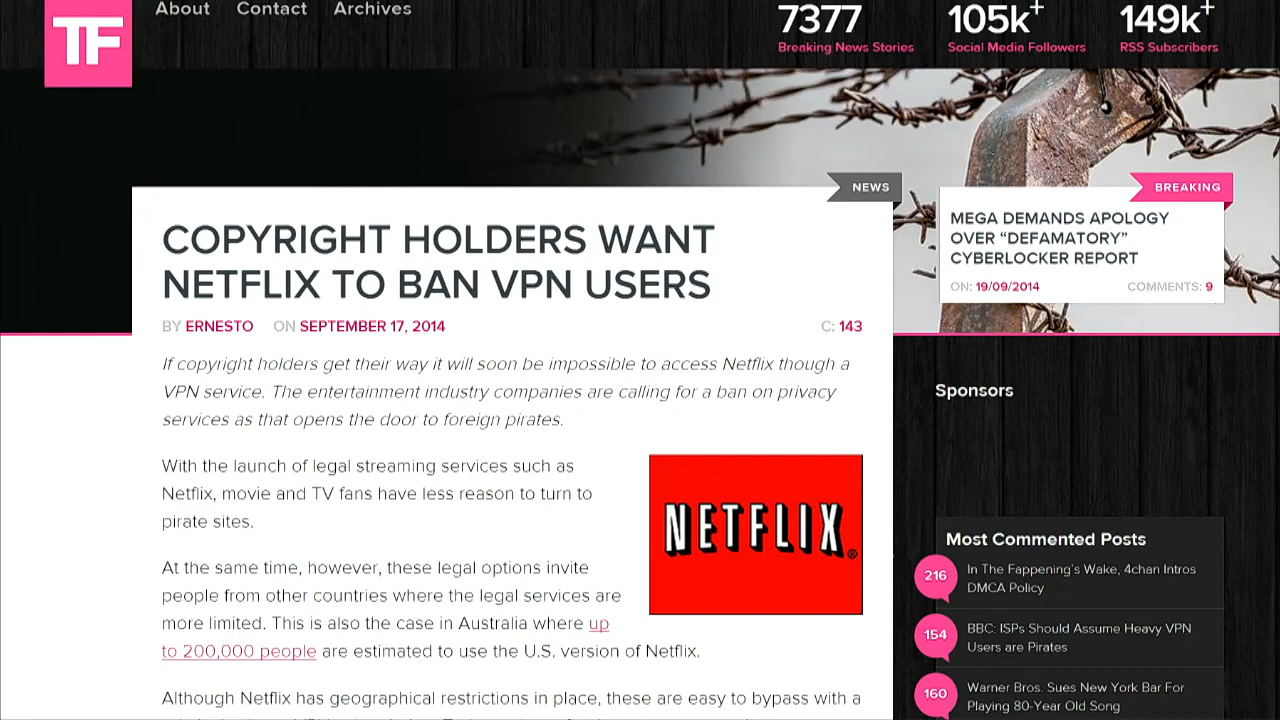 TF
About Contact Archives
7377
Breaking News Stories
105k+
Social Media Followers
149k+
RSS Subscribers
NEWS
COPYRIGHT HOLDERS WANT
NETFLIX TO BAN VPN USERS
BY ERNESTO ON SEPTEMBER 17, 2014 C: 143
If copyright holders get their way it will soon be impossible to access Netflix though a
VPN service. The entertainment industry companies are calling for a ban on privacy
services as that opens the door to foreign pirates.
With the launch of legal streaming services such as
Netflix, movie and TV fans have less reason to turn to
pirate sites.
NETFLIX®
At the same time, however, these legal options invite
people from other countries where the legal services are
more limited. This is also the case in Australia where up
to 200,000 people are estimated to use the U.S. version of Netflix.
Although Netflix has geographical restrictions in place, these are easy to bypass with a
BREAKING
MEGA DEMANDS APOLOGY
OVER “DEFAMATORY”
CYBERLOCKER REPORT
ON: 19/09/2014 COMMENTS: 9
Sponsors
Most Commented Posts
216 In The Fappening's Wake, 4chan Intros
DMCA Policy
154 BBC: ISPs Should Assume Heavy VPN
Users are Pirates
160 Warner Bros. Sues New York Bar For
Playing 80-Year Old Song